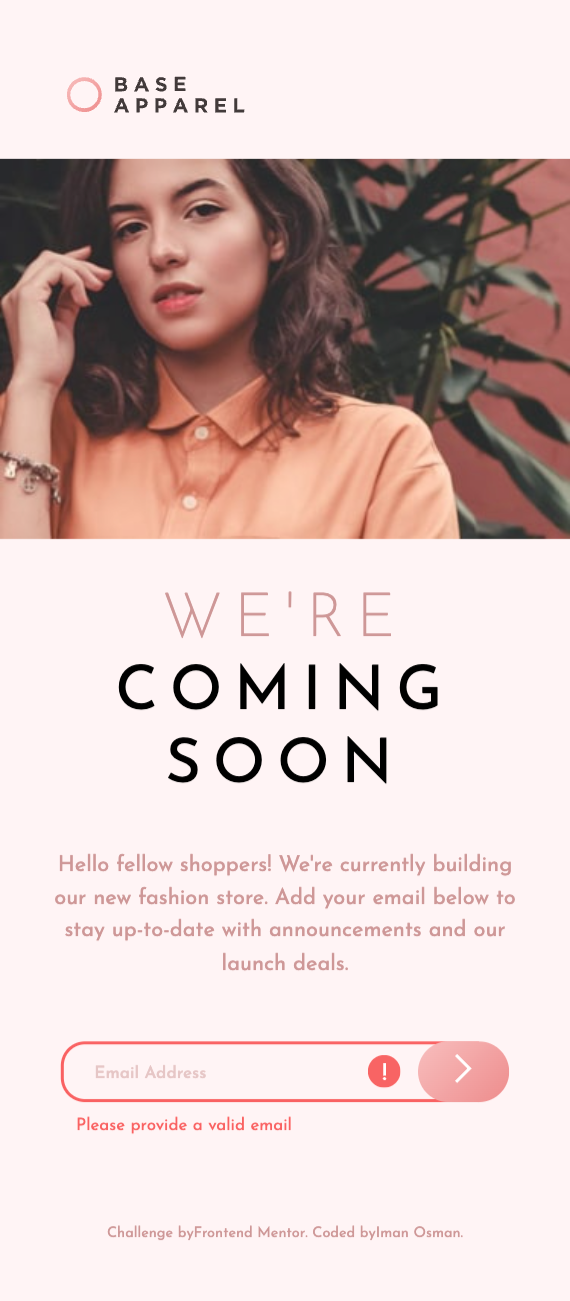 BASE
APPAREL
WE'RE
COMING
SOON
Hello fellow shoppers! We're currently building
our new fashion store. Add your email below to
stay up-to-date with announcements and our
launch deals.
Email Address
!
Please provide a valid email
Challenge byFrontend Mentor. Coded byIman Osman.